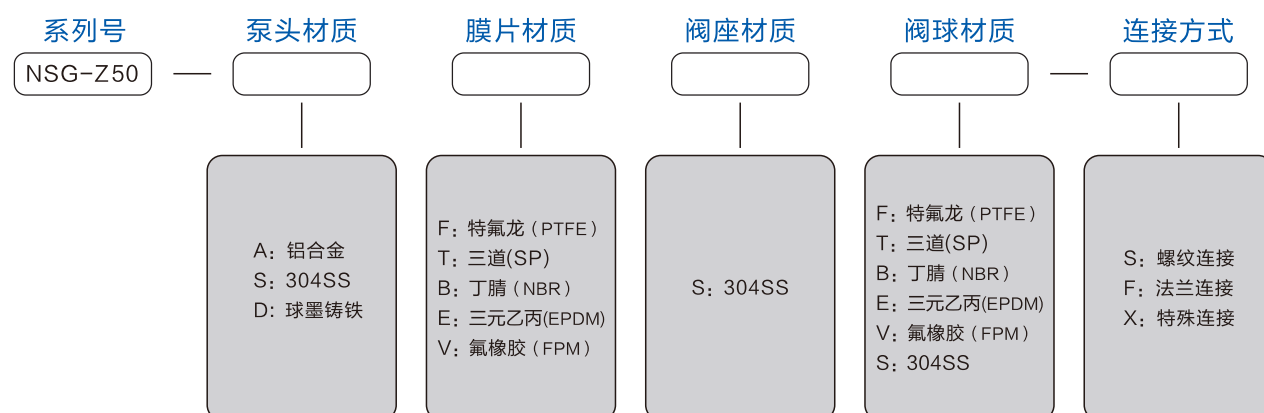 系列号
泵头材质
膜片材质
阀座材质
阀球材质
连接方式
NSG-Z50
A: 铝合金
S: 304SS
D: 球墨铸铁
F: 特氟龙(PTFE)
T: 三道(SP)
B: 丁腈(NBR)
E: 三元乙丙(EPDM)
V: 氟橡胶(FPM)
S: 304SS
F: 特氟龙(PTFE)
T: 三道(SP)
B: 丁腈(NBR)
E: 三元乙丙(EPDM)
V: 氟橡胶(FPM)
S: 304SS
S: 螺纹连接
F: 法兰连接
X: 特殊连接